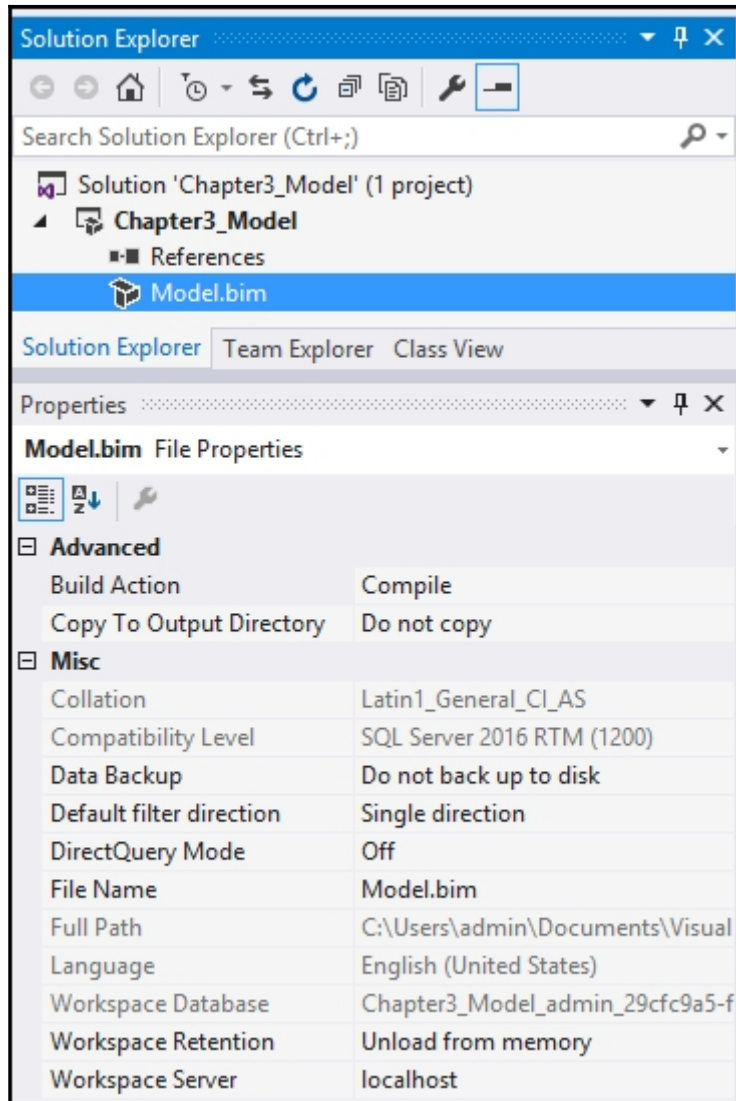 Solution Explorer
Search Solution Explorer (Ctrl+;)
Solution 'Chapter3_Model' (1 project)
Chapter3_Model
References
Model.bim
Solution Explorer Team Explorer Class View
Properties
Model.bim File Properties
Advanced
Build Action Compile
Copy To Output Directory Do not copy
Misc
Collation Latin1_General_CI_AS
Compatibility Level SQL Server 2016 RTM (1200)
Data Backup Do not back up to disk
Default filter direction Single direction
DirectQuery Mode Off
File Name Model.bim
Full Path C:\Users\admin\Documents\Visual
Language English (United States)
Workspace Database Chapter3_Model_admin_29cfc9a5-f
Workspace Retention Unload from memory
Workspace Server localhost